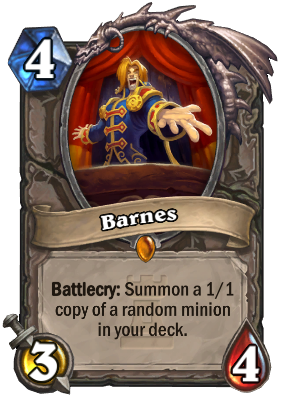 4
Barnes
Battlecry: Summon a 1/1
copy of a random minion
in your deck.
3
4